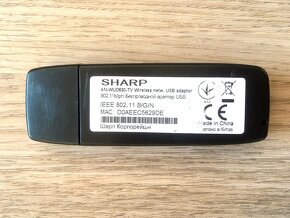 SHARP
AN-WUD630-TV Wireless netw. USB adapter
802.11b/g/n Беспроводной адаптер USB
IEEE 802.11 B/G/N
MAC: D0AEEC5629DE
Шарп Корпорейшн
Made in China
Сделано в Китае